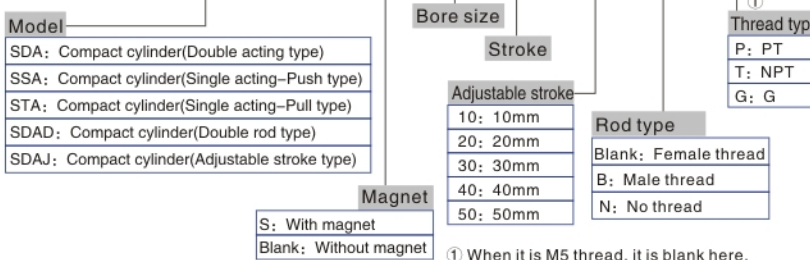 Model
SDA: Compact cylinder(Double acting type)
SSA: Compact cylinder(Single acting–Push type)
STA: Compact cylinder(Single acting–Pull type)
SDAD: Compact cylinder(Double rod type)
SDAJ: Compact cylinder(Adjustable stroke type)
Magnet
S: With magnet
Blank: Without magnet
Bore size
Stroke
Adjustable stroke
10: 10mm
20: 20mm
30: 30mm
40: 40mm
50: 50mm
Rod type
Blank: Female thread
B: Male thread
N: No thread
①
Thread typ
P: PT
T: NPT
G: G
① When it is M5 thread, it is blank here.